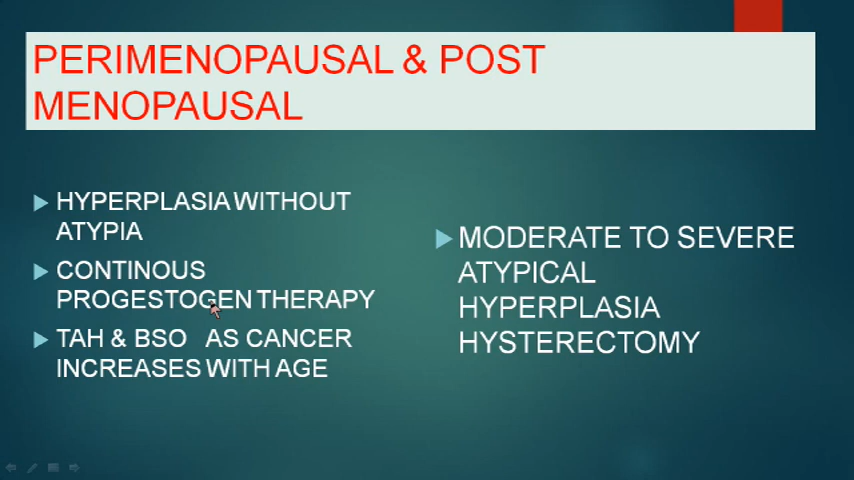 PERIMENOPAUSAL & POST
MENOPAUSAL
HYPERPLASIA WITHOUT
ATYPIA
CONTINOUS
PROGESTOGEN THERAPY
TAH & BSO AS CANCER
INCREASES WITH AGE
MODERATE TO SEVERE
ATYPICAL
HYPERPLASIA
HYSTERECTOMY